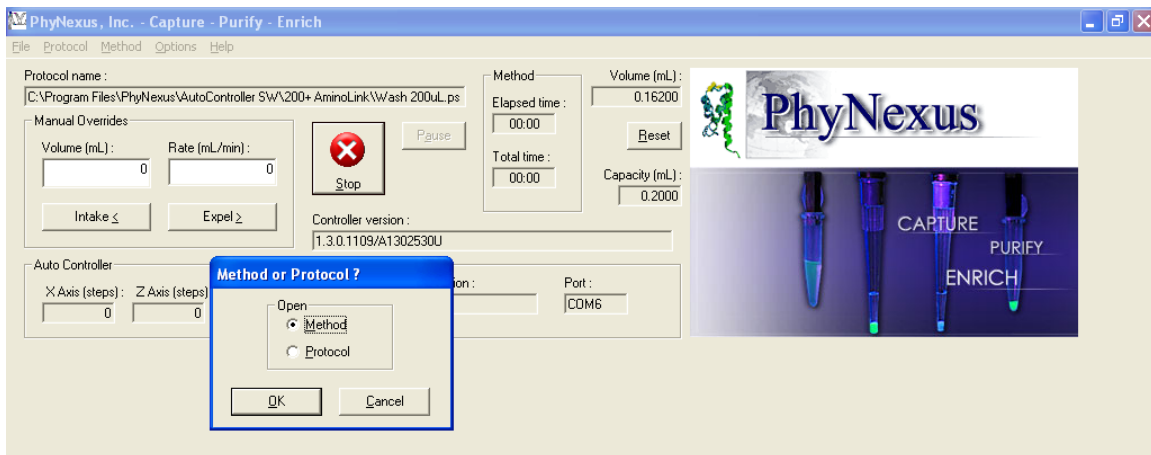 PhyNexus, Inc. - Capture - Purify - Enrich
File Protocol Method Options Help
Protocol name :
C:\Program Files\PhyNexus\AutoController SW\200+ AminoLink\Wash 200uL.ps
Manual Overrides
Volume (mL) : Rate (mL/min) :
0 0
Intake < Expel >
Stop
Pause
Controller version :
1.3.0.1109/A1302530U
Method
Elapsed time :
00:00
Total time :
00:00
Volume (mL) :
0.16200
Reset
Capacity (mL) :
0.2000
Auto Controller
X Axis (steps) : Z Axis (steps)
0 0
ion : Port :
COM6
Method or Protocol ?
Open
Method
Protocol
OK Cancel
PhyNexus
CAPTURE
PURIFY
ENRICH